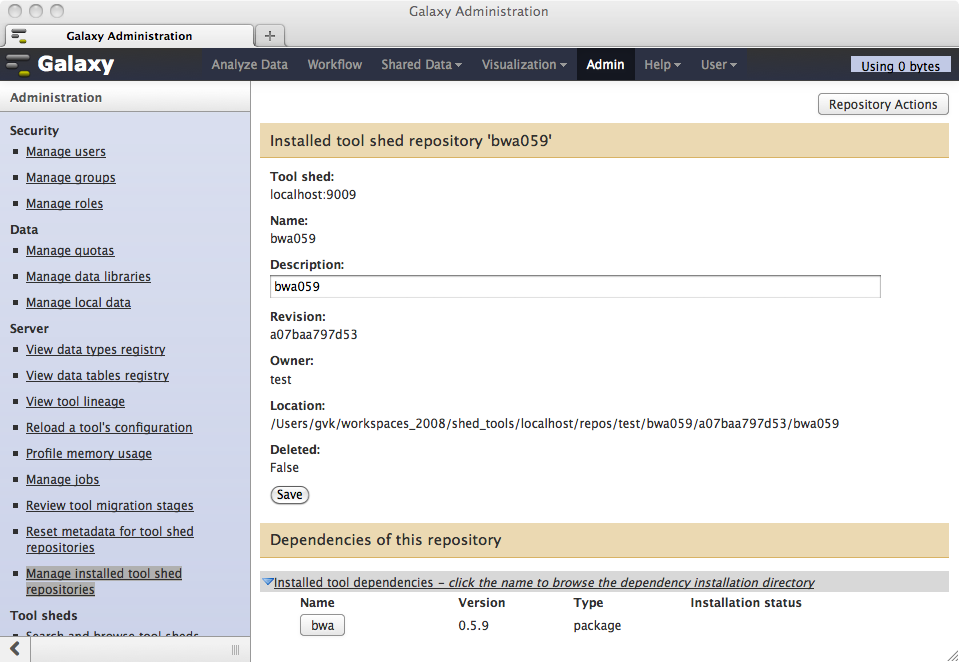 Galaxy Administration
Galaxy Administration
+
Galaxy
Analyze Data Workflow Shared Data Visualization Admin Help User
Using 0 bytes
Administration
Security
Manage users
Manage groups
Manage roles
Data
Manage quotas
Manage data libraries
Manage local data
Server
View data types registry
View data tables registry
View tool lineage
Reload a tool's configuration
Profile memory usage
Manage jobs
Review tool migration stages
Reset metadata for tool shed
repositories
Manage installed tool shed
repositories
Tool sheds
Search and browse tool sheds
Repository Actions
Installed tool shed repository 'bwa059'
Tool shed:
localhost:9009
Name:
bwa059
Description:
bwa059
Revision:
a07baa797d53
Owner:
test
Location:
/Users/gvk/workspaces_2008/shed_tools/localhost/repos/test/bwa059/a07baa797d53/bwa059
Deleted:
False
Save
Dependencies of this repository
Installed tool dependencies – click the name to browse the dependency installation directory
Name Version Type Installation status
bwa 0.5.9 package